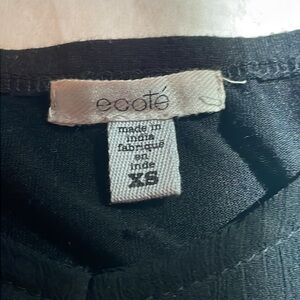 ecoté
made in
india
fabriqué
en
inde
XS